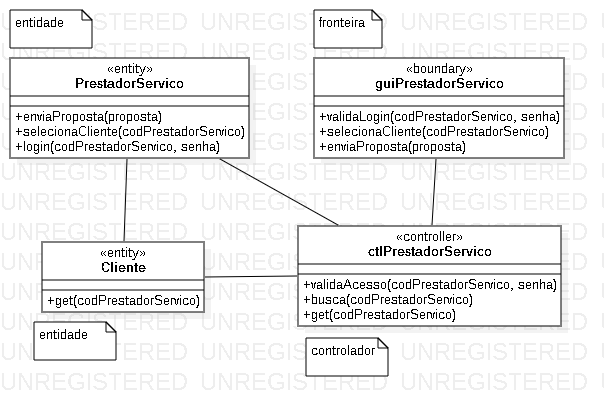 entidade
fronteira
«entity»
PrestadorServico
+enviaProposta(proposta)
+selecionaCliente(codPrestadorServico)
+login(codPrestadorServico, senha)
«boundary»
guiPrestadorServico
+validaLogin(codPrestadorServico, senha)
+selecionaCliente(codPrestadorServico)
+enviaProposta(proposta)
«entity»
Cliente
+get(codPrestadorServico)
«controller»
ctlPrestadorServico
+validaAcesso(codPrestadorServico, senha)
+busca(codPrestadorServico)
+get(codPrestadorServico)
entidade
controlador
UNREGISTERED